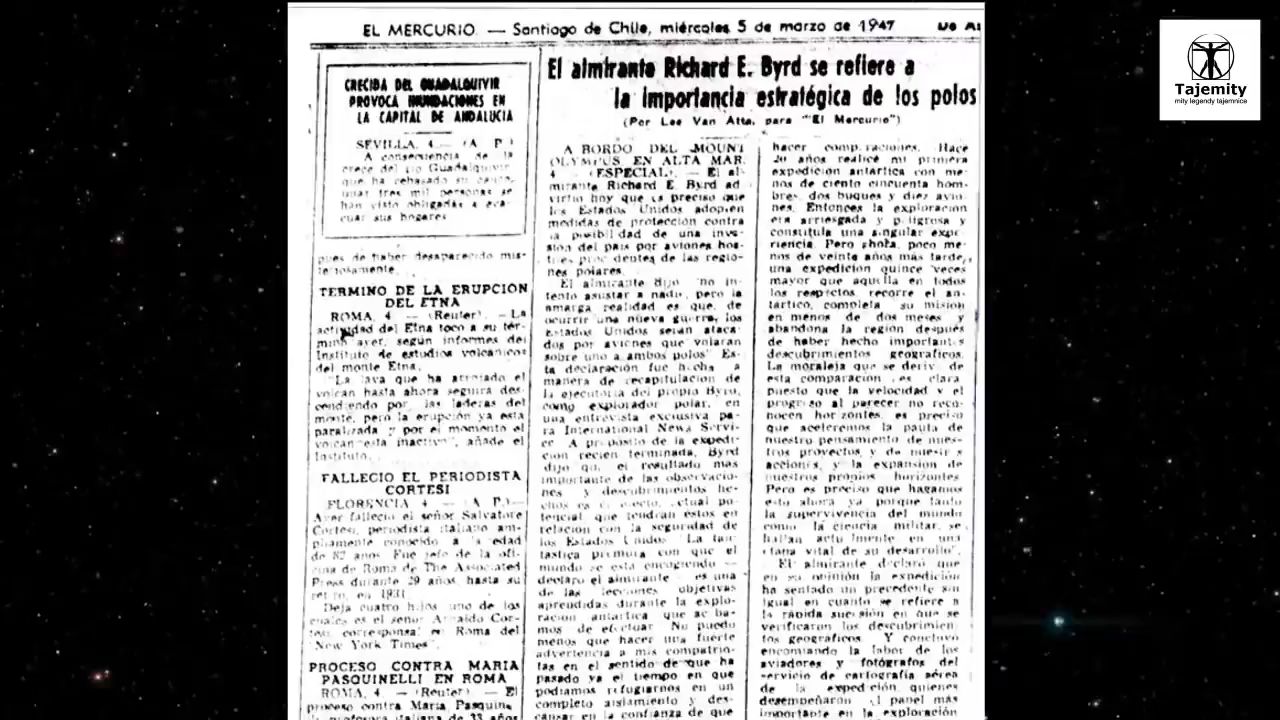 EL MERCURIO. — Santiago de Chile, miércoles 5 de marzo de 1947
CRECIDA DEL GUADALQUIVIR
PROVOCA INUNDACIONES EN
LA CAPITAL DE ANDALUCIA
SEVILLA, 4.— (A. P.)
A consecuencia de la
crece del río Guadalquivir
que ha rebasado su cauce,
unas tres mil personas se
han visto obligadas a eva-
cuar sus hogares
pués de haber desaparecido mis-
teriosamente.
TERMINO DE LA ERUPCION
DEL ETNA
ROMA, 4. — (Reuter). — La
actividad del Etna tocó a su tér-
mino ayer, según informes del
Instituto de estudios volcánicos
del monte Etna.
"La lava que ha arrojado el
volcán hasta ahora seguirá des-
cendiendo por las laderas del
monte, pero la erupción ya está
paralizada y por el momento el
volcán está inactivo", añade el
Instituto.
FALLECIO EL PERIODISTA
CORTESI
FLORENCIA, 4. — (A. P.)—
Ayer falleció el señor Salvatore
Cortesi, periodista italiano am-
pliamente conocido a la edad
de 82 años. Fué jefe de la ofi-
cina de Roma de The Associated
Press durante 29 años, hasta su
retiro, en 1931.
Deja cuatro hijos, uno de los
cuales es el señor Arnaldo Cor-
tesi, corresponsal en Roma del
"New York Times".
PROCESO CONTRA MARIA
PASQUINELLI EN ROMA
ROMA, 4. — (Reuter). — El
proceso contra María Pasqui
profesora italiana de 33 años
El almirante Richard E. Byrd se refiere a
la importancia estratégica de los polos
(Por Lee Van Atta, para "El Mercurio")
A BORDO DEL MOUNT
OLYMPUS, EN ALTA MAR,
4.— (ESPECIAL). — El al-
mirante Richard E. Byrd ad-
virtió hoy que es preciso que
los Estados Unidos adopten
medidas de protección contra
la posibilidad de una inva-
sión del país por aviones hos-
tiles procedentes de las regio-
nes polares.
El almirante dijo: "no in-
tento asustar a nadie, pero la
amarga realidad es que, de
ocurrir una nueva guerra, los
Estados Unidos serán ataca-
dos por aviones que volarán
sobre uno o ambos polos" Es-
ta declaración fué hecha a
manera de recapitulación de
la ejecutoria del propio Byrd,
como explorador polar, en
una entrevista exclusiva pa-
ra International News Servi-
ce. A propósito de la expedi-
ción recién terminada, Byrd
dijo que el resultado más
importante de las observacio-
nes y descubrimientos he-
chos es el efecto actual po-
tencial que tendrán estos en
relación con la seguridad de
los Estados Unidos. "La fan-
tástica premura con que el
mundo se está encogiendo —
declaró el almirante— es una
de las lecciones objetivas
aprendidas durante la explo-
ración antártica que aca ba-
mos de efectuar. No puedo
menos que hacer una fuerte
advertencia a mis compatrio-
tas en el sentido de que ha
pasado ya el tiempo en que
podíamos refugiarnos en un
completo aislamiento y des-
cansar en la confianza de que
hacer comparaciones. Hace
20 años realicé mi primera
expedición antártica con me-
nos de ciento cincuenta hom-
bres, dos buques y diez avio-
nes. Entonces la exploración
era arriesgada y peligrosa y
constituía una singular expe-
riencia. Pero ahora, poco me-
nos de veinte años más tarde,
una expedición quince veces
mayor que aquella en todos
los respectos, recorre el an-
tártico, completa su misión
en menos de dos meses y
abandona la región después
de haber hecho importantes
descubrimientos geográficos.
La moraleja que se deriva de
esta comparación es clara
puesto que la velocidad y el
progreso al parecer no reco-
nocen horizontes, es preciso
que aceleremos la pauta de
nuestro pensamiento de nues-
tros proyectos, y de nuestras
acciones, y la expansión de
nuestros propios horizontes
Pero es preciso que hagamos
esto ahora ya porque tanto
la supervivencia del mundo
como la ciencia militar, se
hallan actualmente en una
etapa vital de su desarrollo".
El almirante declaró que
en su opinión la expedición
ha sentado un precedente sin
igual en cuanto se refiere a
la rápida sucesión en que se
verificaron los descubrimien-
tos geográficos. Y concluyó
encomiando la labor de los
aviadores y fotógrafos del
servicio de cartografía aérea
de la expedición, quienes
desempeñaron el papel más
importante en la exploración
Tajemity
mity legendy tajemnice